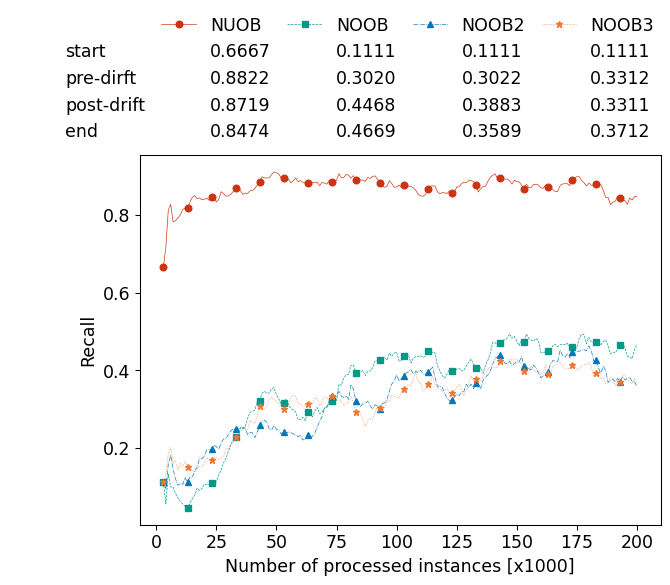 NUOB NOOB NOOB2 NOOB3
start 0.6667 0.1111 0.1111 0.1111
pre-dirft 0.8822 0.3020 0.3022 0.3312
post-drift 0.8719 0.4468 0.3883 0.3311
end 0.8474 0.4669 0.3589 0.3712
0.8
0.6
0.4
0.2
Recall
0 25 50 75 100 125 150 175 200
Number of processed instances [x1000]